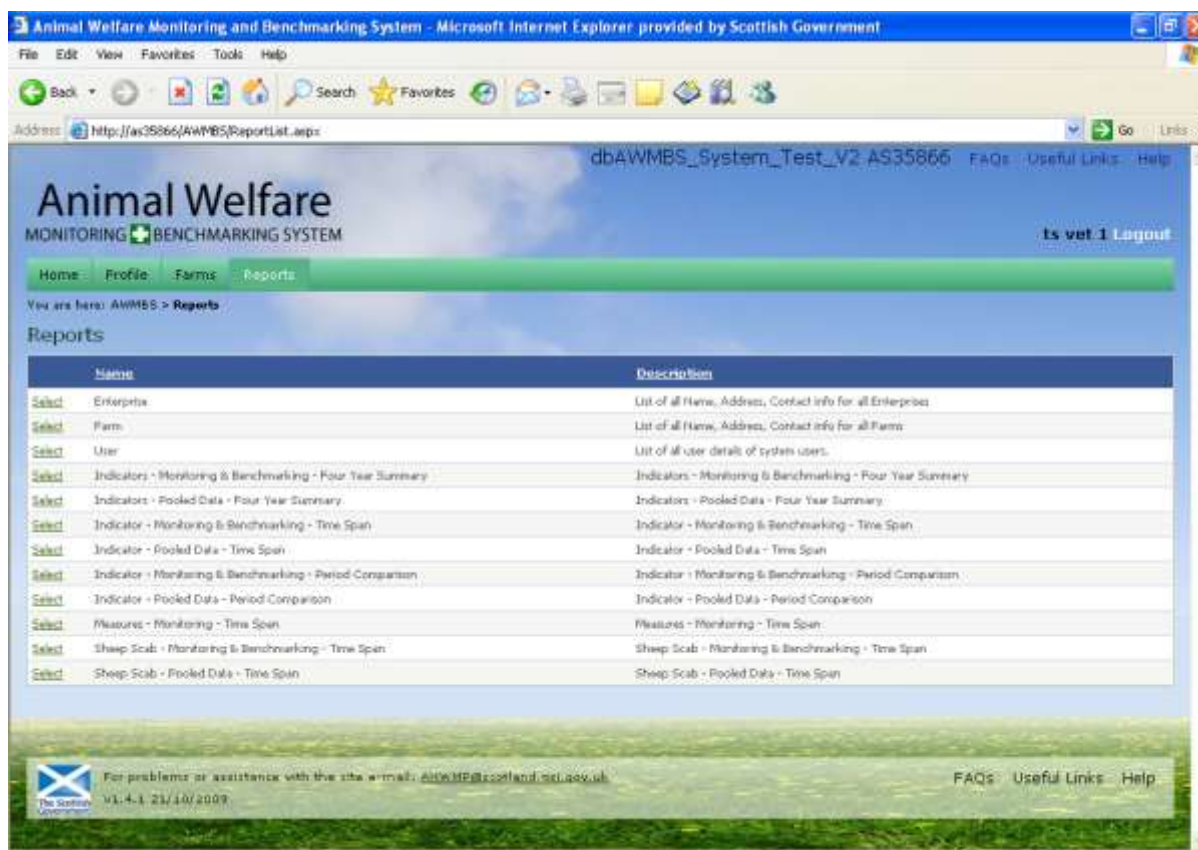 Animal Welfare Monitoring and Benchmarking System - Microsoft Internet Explorer provided by Scottish Government
File Edit View Favorites Tools Help
Back Search Favorites
Address http://as35866/AWMBS/ReportList.aspx Go Links
dbAWMBS_System_Test_V2 AS35866 FAQs Useful Links Help
Animal Welfare
MONITORING BENCHMARKING SYSTEM
ts vet 1 Logout
Home Profile Farms Reports
You are here: AWMBS > Reports
Reports
Name Description
Select Enterprise List of all Name, Address, Contact info for all Enterprises
Select Farm List of all Name, Address, Contact info for all Farms
Select User List of all user details of system users.
Select Indicators - Monitoring & Benchmarking - Four Year Summary Indicators - Monitoring & Benchmarking - Four Year Summary
Select Indicators - Pooled Data - Four Year Summary Indicators - Pooled Data - Four Year Summary
Select Indicator - Monitoring & Benchmarking - Time Span Indicator - Monitoring & Benchmarking - Time Span
Select Indicator - Pooled Data - Time Span Indicator - Pooled Data - Time Span
Select Indicator - Monitoring & Benchmarking - Period Comparison Indicator - Monitoring & Benchmarking - Period Comparison
Select Indicator - Pooled Data - Period Comparison Indicator - Pooled Data - Period Comparison
Select Measures - Monitoring - Time Span Measures - Monitoring - Time Span
Select Sheep Scab - Monitoring & Benchmarking - Time Span Sheep Scab - Monitoring & Benchmarking - Time Span
Select Sheep Scab - Pooled Data - Time Span Sheep Scab - Pooled Data - Time Span
For problems or assistance with the site e-mail: FAQs Useful Links Help
v1.4.1 21/10/2009
The Scottish
Government